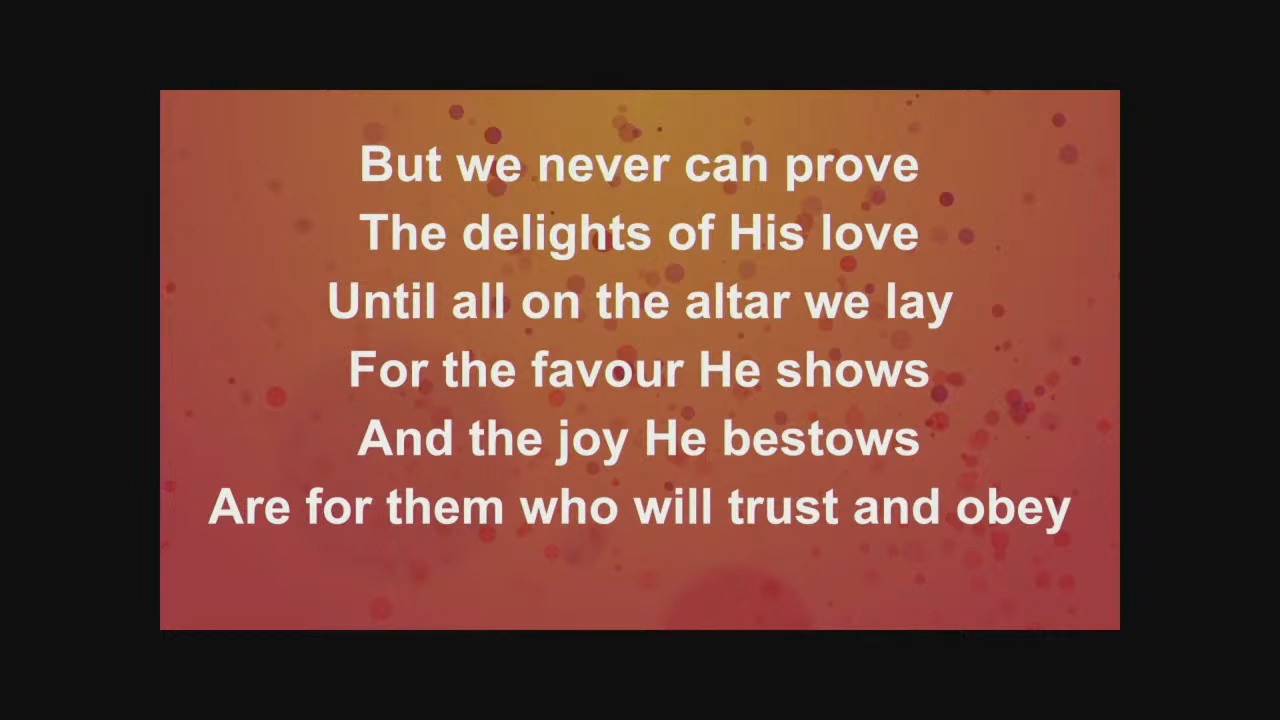 But we never can prove
The delights of His love
Until all on the altar we lay
For the favour He shows
And the joy He bestows
Are for them who will trust and obey